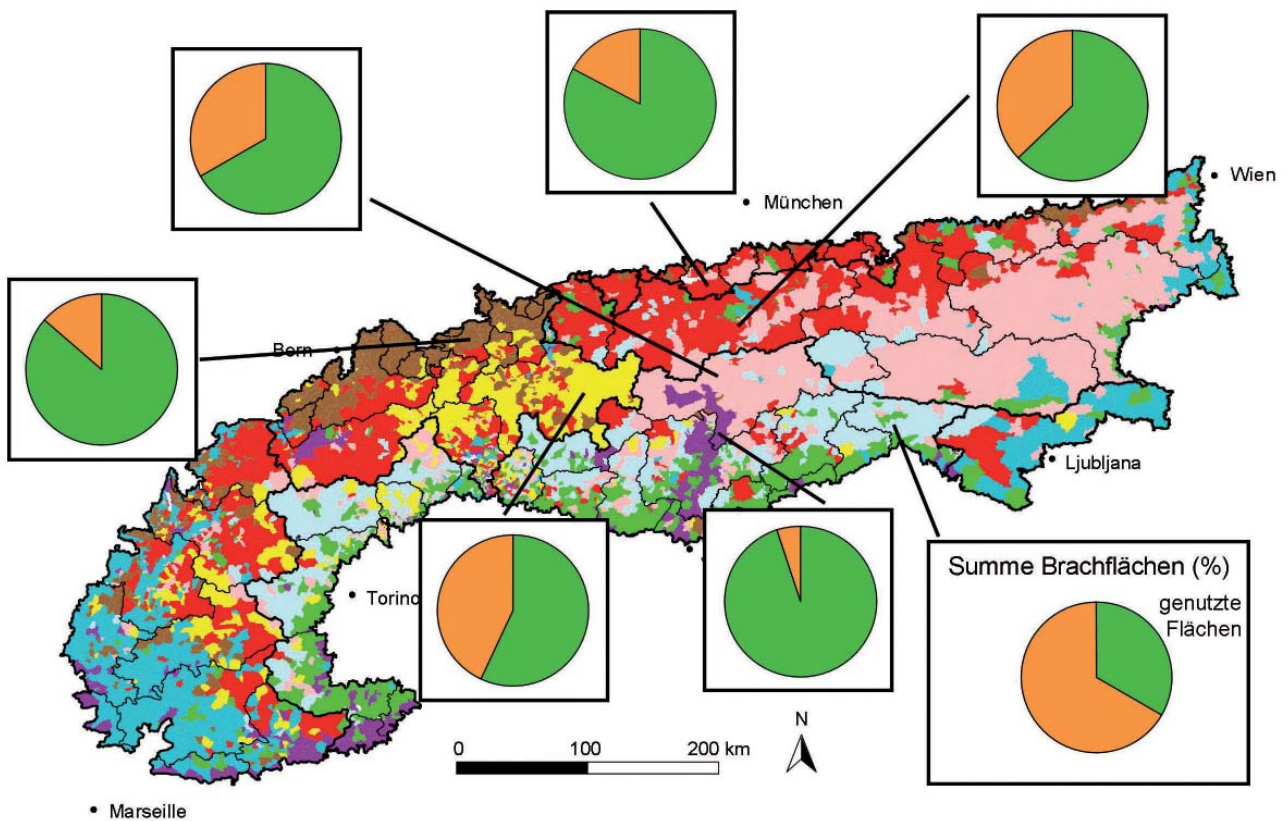 Wien
München
Bern
Ljubljana
Torino
Summe Brachflächen (%)
genutzte
Flächen
N
0 100 200 km
Marseille